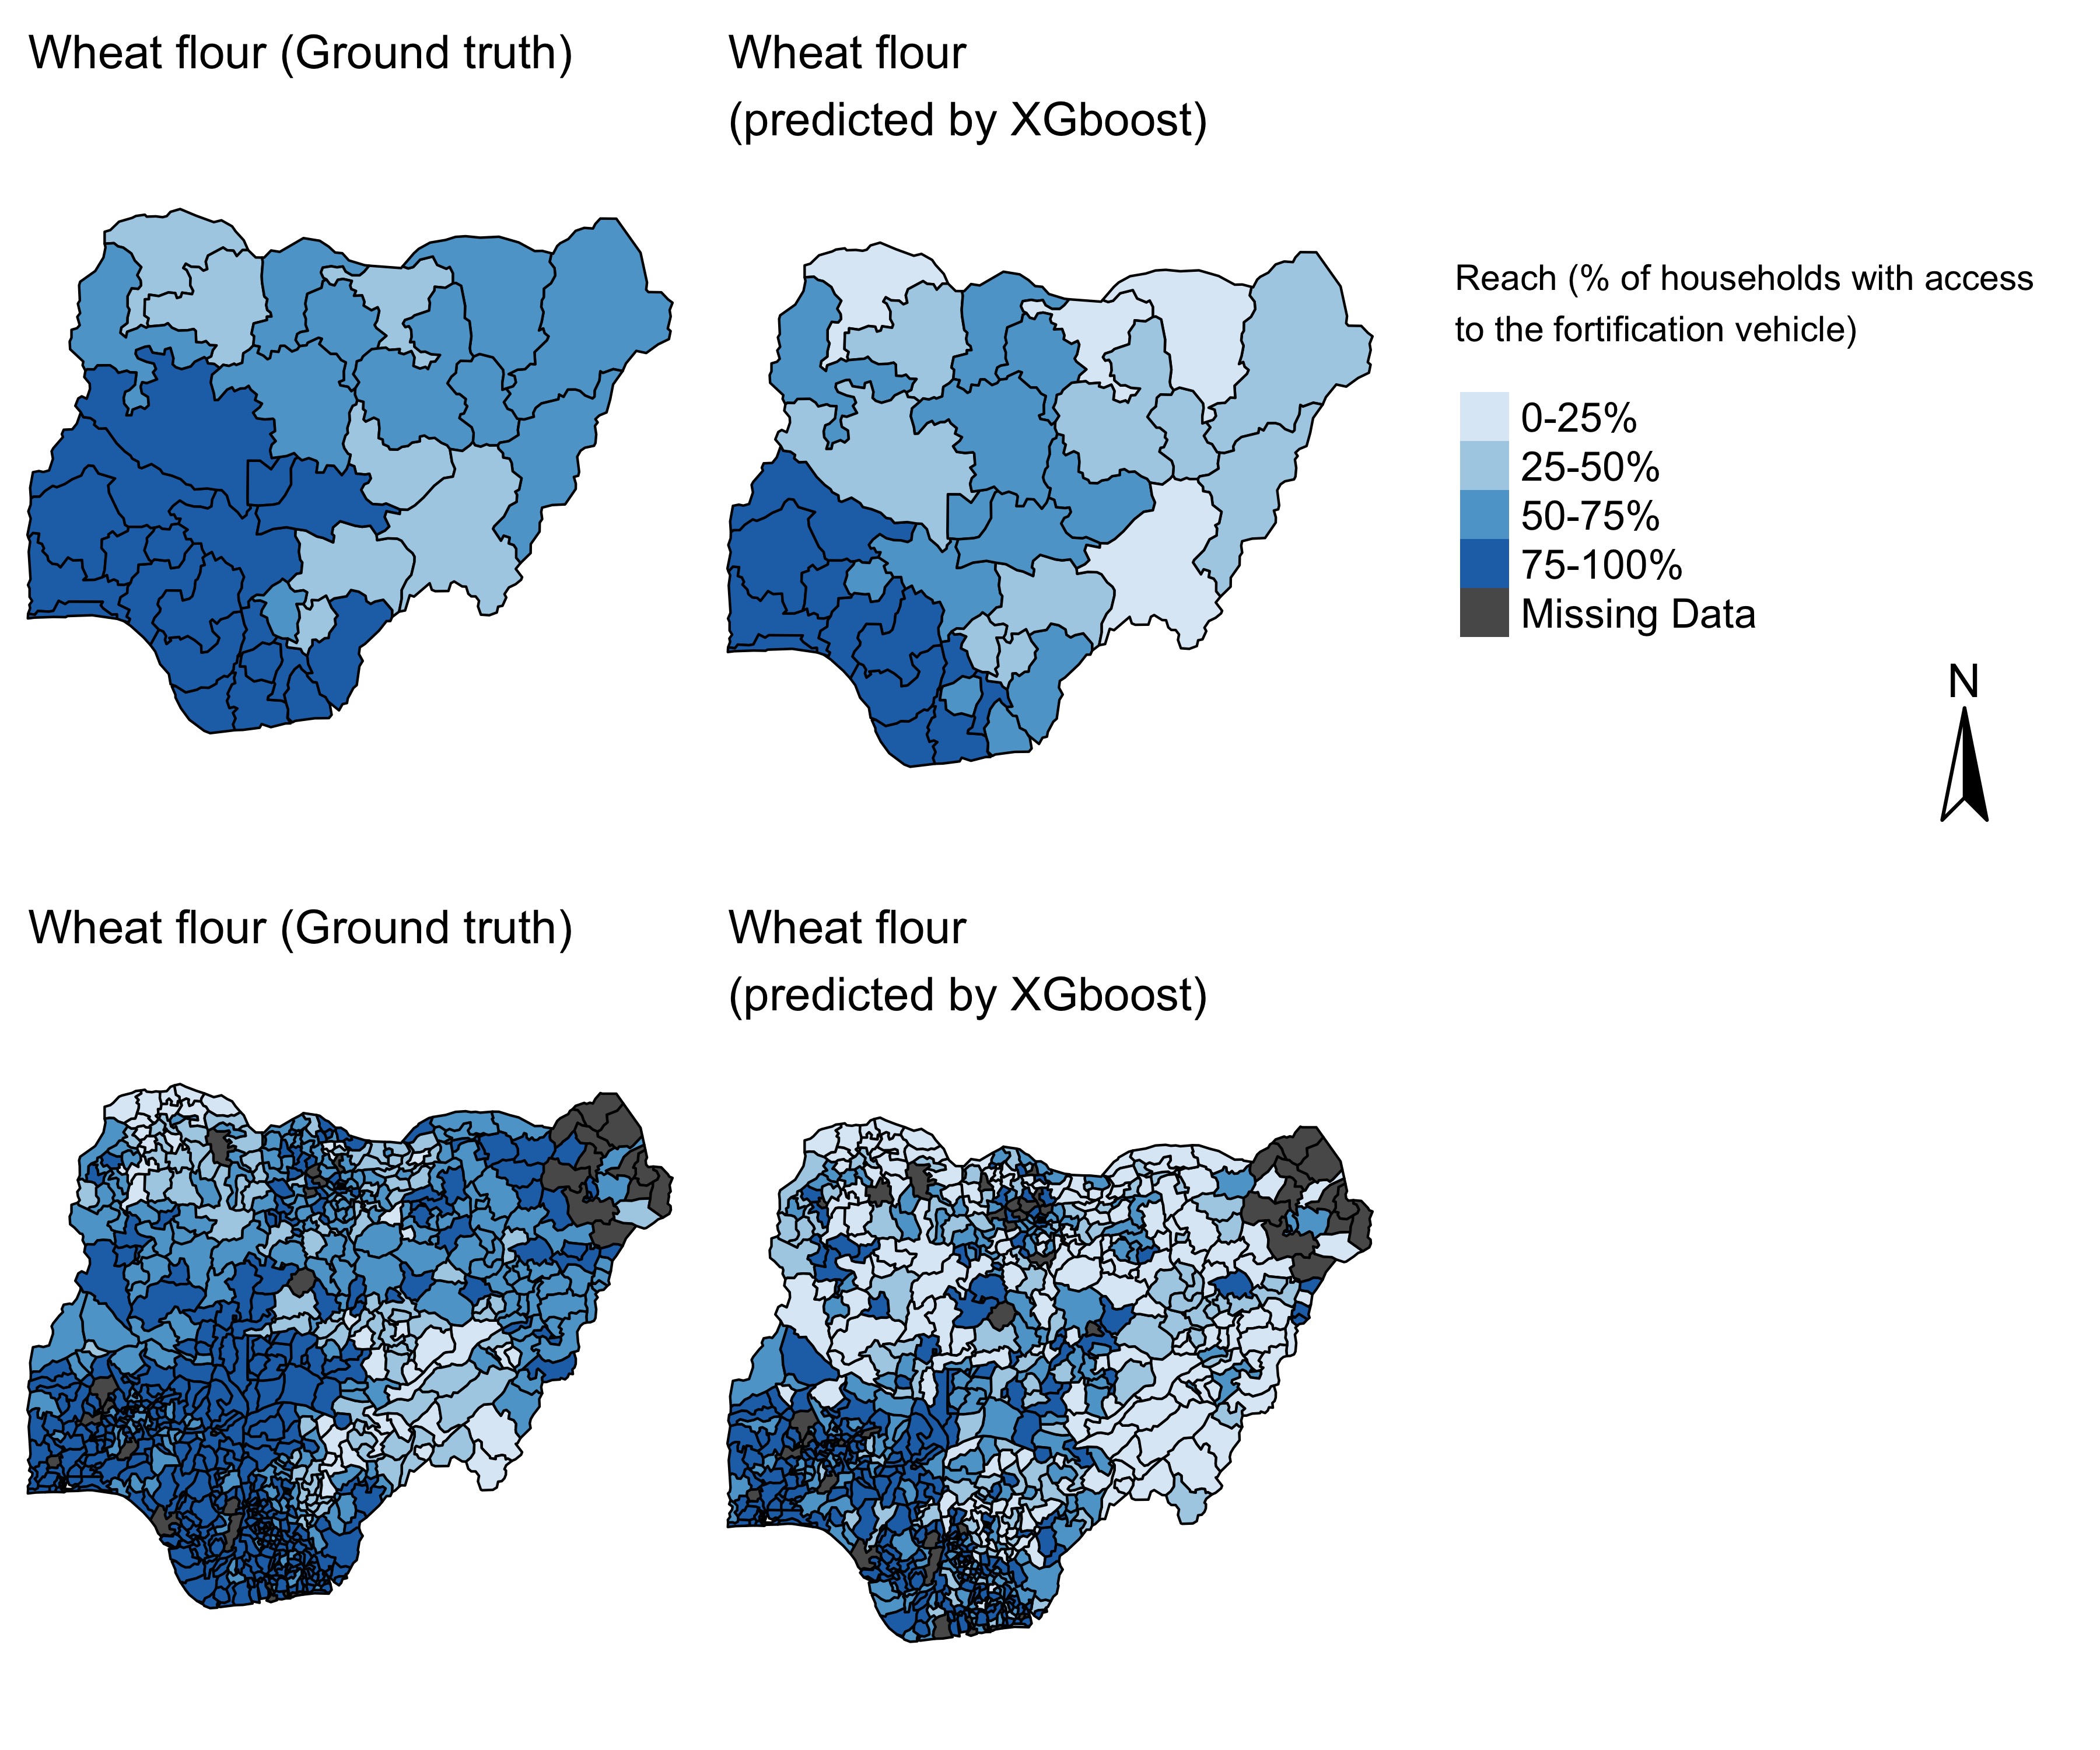 Wheat flour (Ground truth)
Wheat flour
(predicted by XGboost)
Reach (% of households with access
to the fortification vehicle)
0-25%
25-50%
50-75%
75-100%
Missing Data
N
Wheat flour (Ground truth)
Wheat flour
(predicted by XGboost)